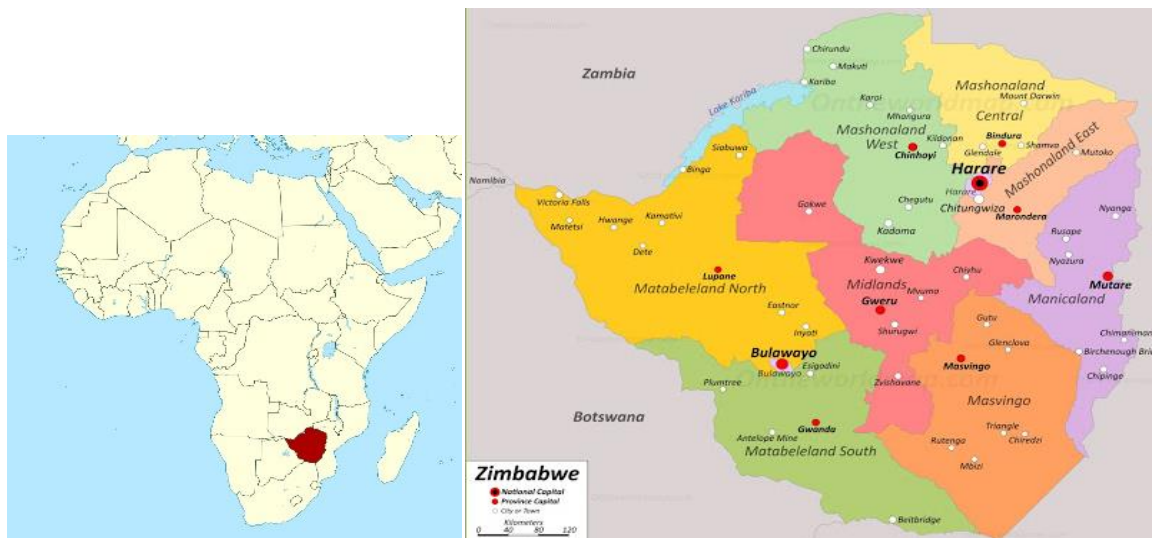 Chirundu
Makuti
Zambia
Kariba
Lake Kariba
Karoi
Mashonaland
Central
Mount Darwin
Mhangura
Mashonaland
West
Kildonan
Bindura
Glendale
Shamva
Mutoko
Siabuwa
Chinhoyi
Mashonaland East
Binga
Harare
Harare
Namibia
Chitungwiza
Victoria Falls
Gokwe
Chegutu
Marondera
Nyanga
Matetsi
Hwange
Kamativi
Kadoma
Rusape
Dete
Nyazura
Lupane
Kwekwe
Chivhu
Mutare
Matabeleland North
Midlands
Mvuma
Manicaland
Eastnor
Gweru
Gutu
Inyati
Shurugwi
Chimaniman
Glenclova
Bulawayo
Masvingo
Birchenough Bri
Bulawayo
Esigodini
Zvishavane
Chipinge
Plumtree
Masvingo
Botswana
Gwanda
Triangle
Chiredzi
Antelope Mine
Rutenga
Matabeleland South
Mbizi
Zimbabwe
National Capital
Province Capital
City or Town
Kilometers
0 40 80 120
Beitbridge